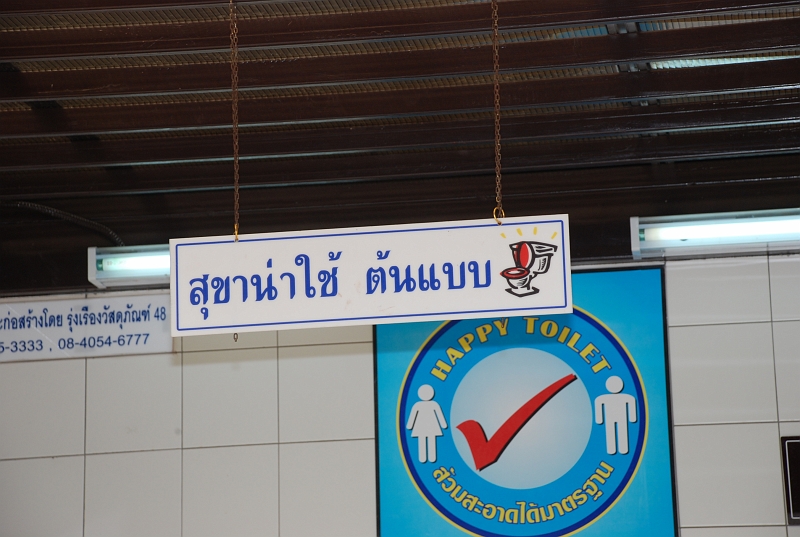 สุขาน่าใช้ ต้นแบบ
ก่อสร้างโดย รุ่งเรืองวัสดุภัณฑ์ 48
5-3333 , 08-4054-6777
HAPPY TOILET
ส้วมสะอาดได้มาตรฐาน